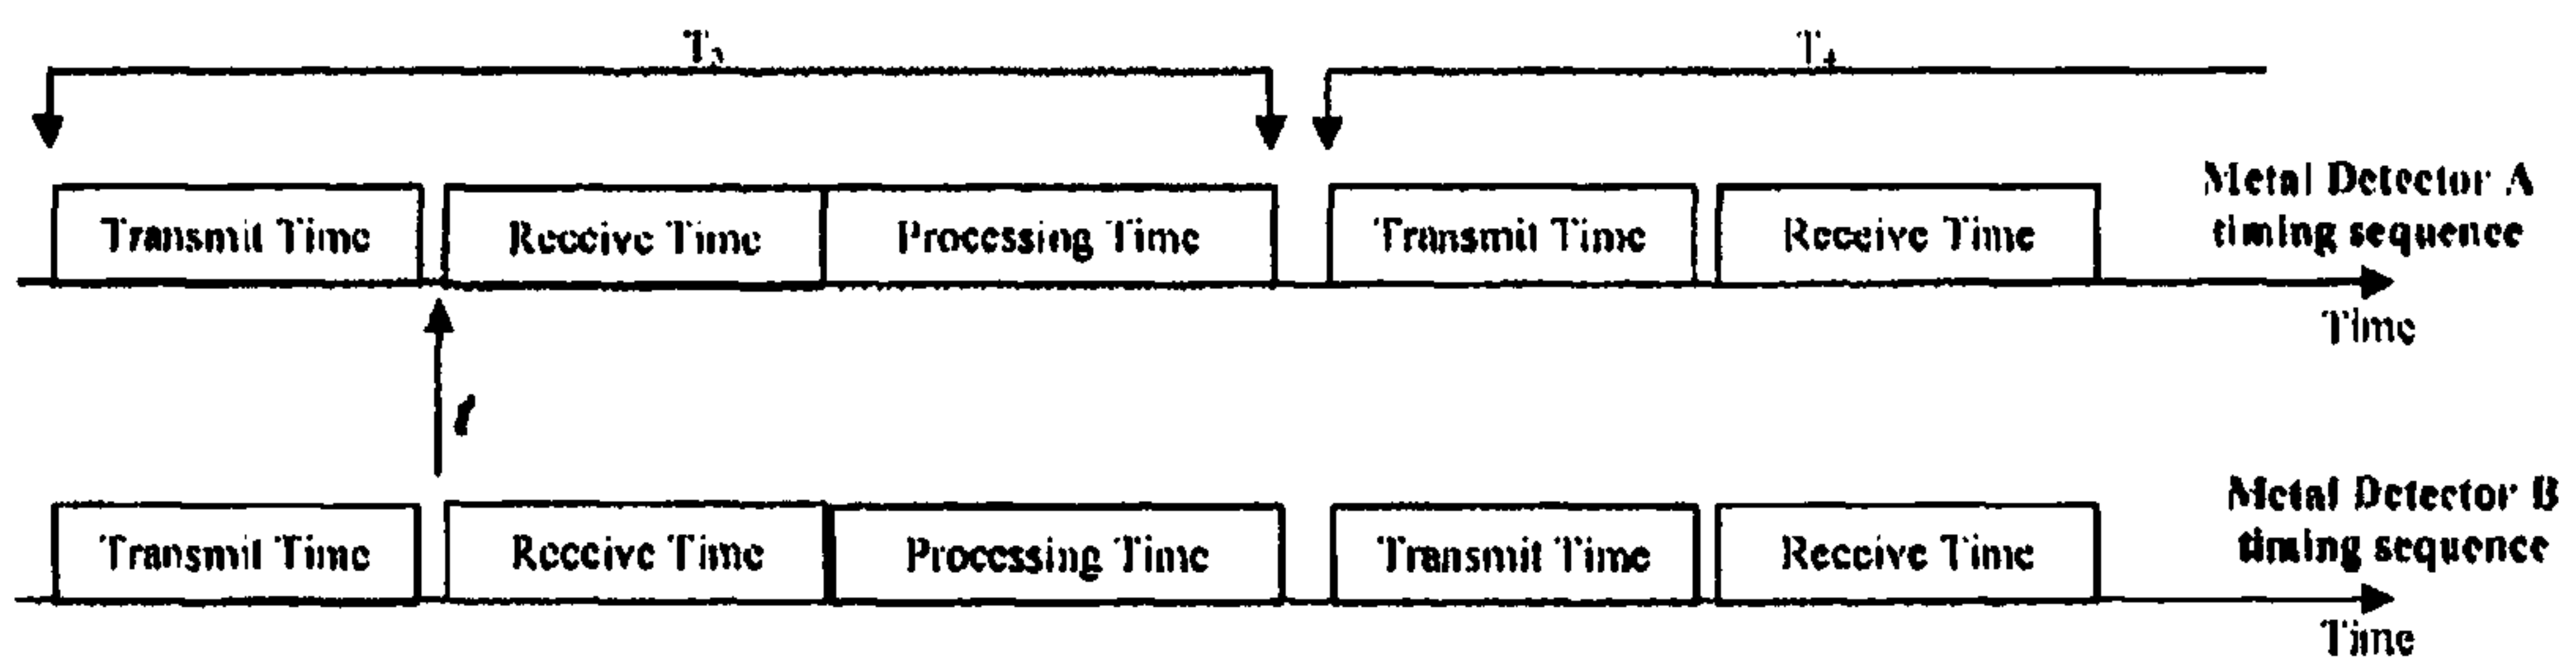 T₃
T₄
Transmit Time
Receive Time
Processing Time
Transmit Time
Receive Time
Metal Detector A
timing sequence
Time
Transmit Time
Receive Time
Processing Time
Transmit Time
Receive Time
Metal Detector B
timing sequence
Time